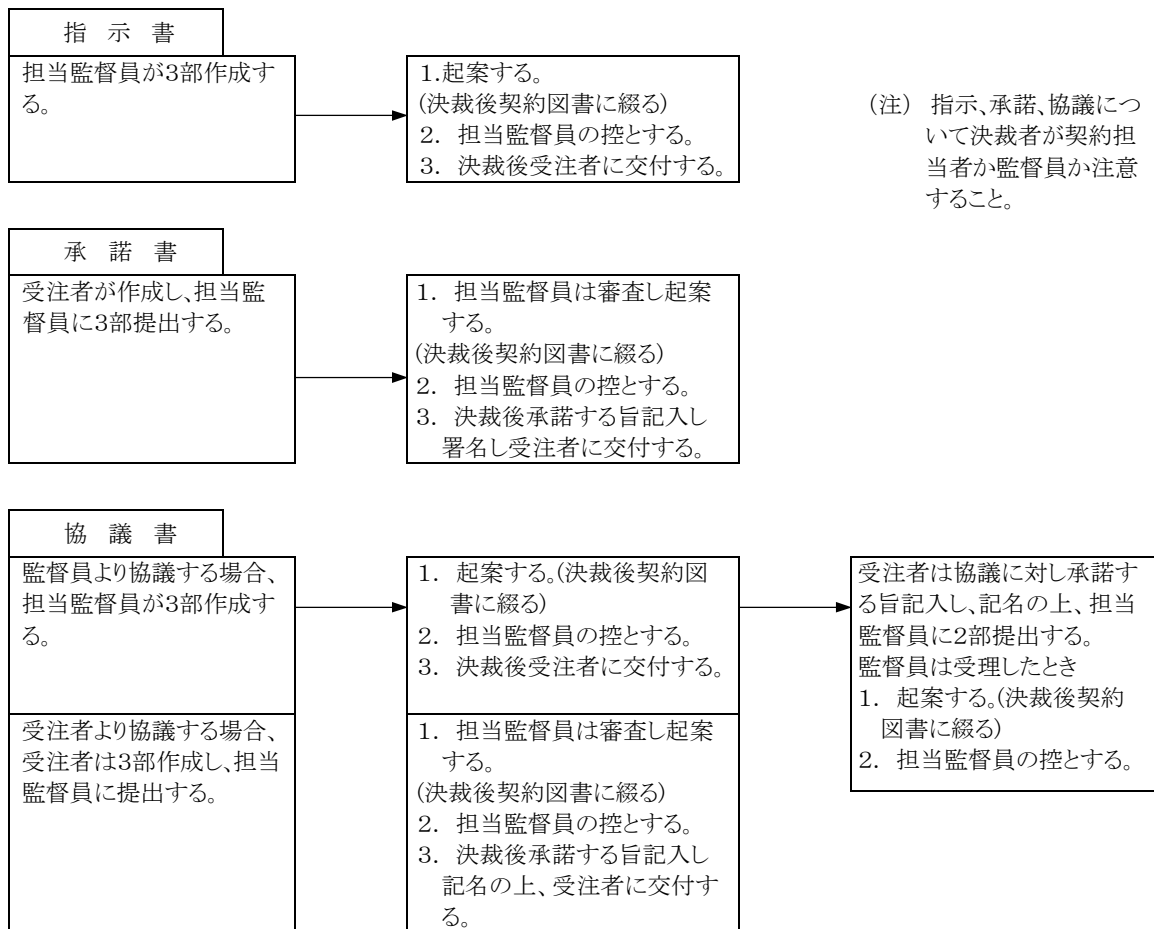 指 示 書
担当監督員が3部作成す
る。
1.起案する。
(決裁後契約図書に綴る)
2. 担当監督員の控とする。
3. 決裁後受注者に交付する。
(注) 指示、承諾、協議につ
いて決裁者が契約担
当者か監督員か注意
すること。
承 諾 書
受注者が作成し、担当監
督員に3部提出する。
1. 担当監督員は審査し起案
する。
(決裁後契約図書に綴る)
2. 担当監督員の控とする。
3. 決裁後承諾する旨記入し
署名し受注者に交付する。
協 議 書
監督員より協議する場合、
担当監督員が3部作成す
る。
1. 起案する。(決裁後契約図
書に綴る)
2. 担当監督員の控とする。
3. 決裁後受注者に交付する。
受注者は協議に対し承諾す
る旨記入し、記名の上、担当
監督員に2部提出する。
監督員は受理したとき
1. 起案する。(決裁後契約
図書に綴る)
2. 担当監督員の控とする。
受注者より協議する場合、
受注者は3部作成し、担当
監督員に提出する。
1. 担当監督員は審査し起案
する。
(決裁後契約図書に綴る)
2. 担当監督員の控とする。
3. 決裁後承諾する旨記入し
記名の上、受注者に交付す
る。